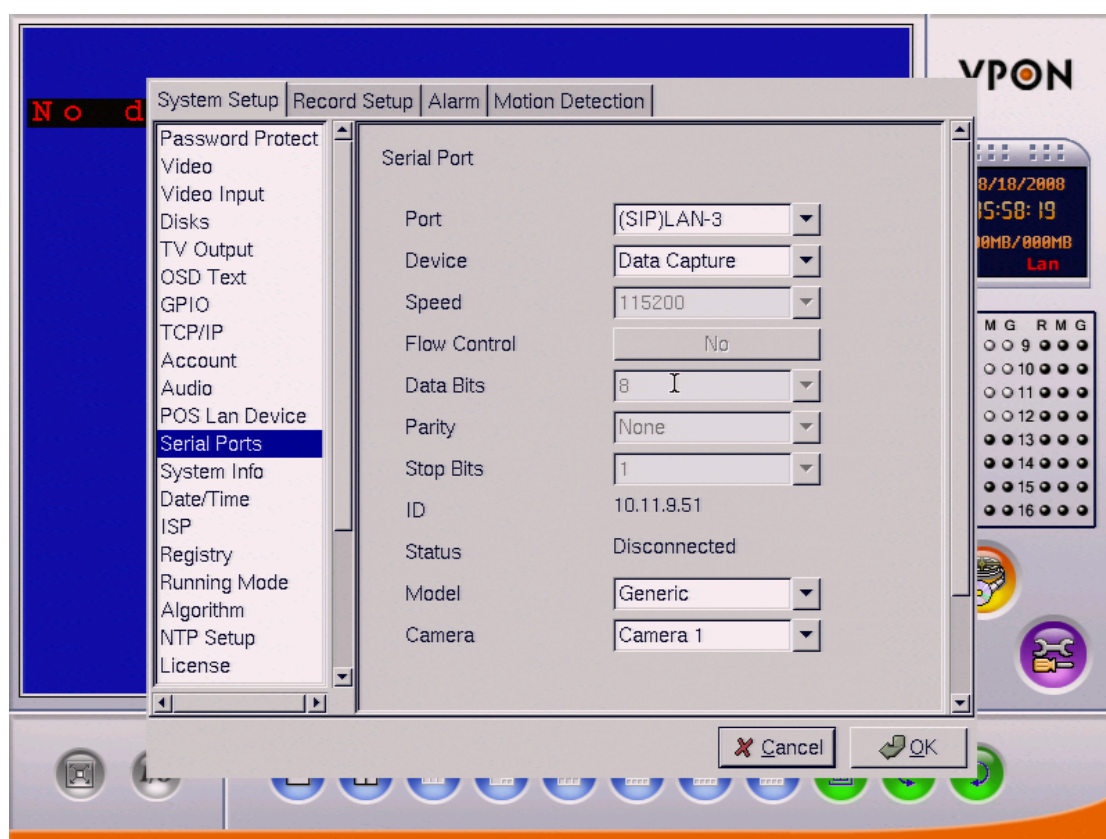 VPON
No d
System Setup Record Setup Alarm Motion Detection
Password Protect
Video
Video Input
Disks
TV Output
OSD Text
GPIO
TCP/IP
Account
Audio
POS Lan Device
Serial Ports
System Info
Date/Time
ISP
Registry
Running Mode
Algorithm
NTP Setup
License
Serial Port
Port (SIP)LAN-3
Device Data Capture
Speed 115200
Flow Control No
Data Bits 8
Parity None
Stop Bits 1
ID 10.11.9.51
Status Disconnected
Model Generic
Camera Camera 1
Cancel OK
8/18/2008
15:58:19
00MB/000MB
Lan
M G R M G
9
10
11
12
13
14
15
16